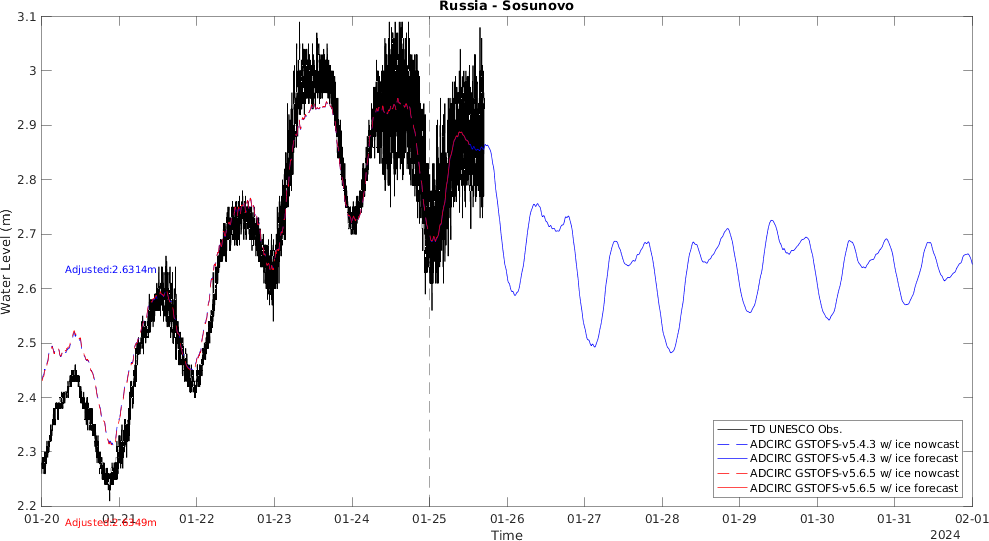 Russia - Sosunovo
3.1
3
2.9
2.8
2.7
2.6
2.5
2.4
2.3
2.2
Water Level (m)
Adjusted:2.6314m
Adjusted:2.6349m
TD UNESCO Obs.
ADCIRC GSTOFS-v5.4.3 w/ ice nowcast
ADCIRC GSTOFS-v5.4.3 w/ ice forecast
ADCIRC GSTOFS-v5.6.5 w/ ice nowcast
ADCIRC GSTOFS-v5.6.5 w/ ice forecast
01-20 01-21 01-22 01-23 01-24 01-25 01-26 01-27 01-28 01-29 01-30 01-31 02-01
Time
2024